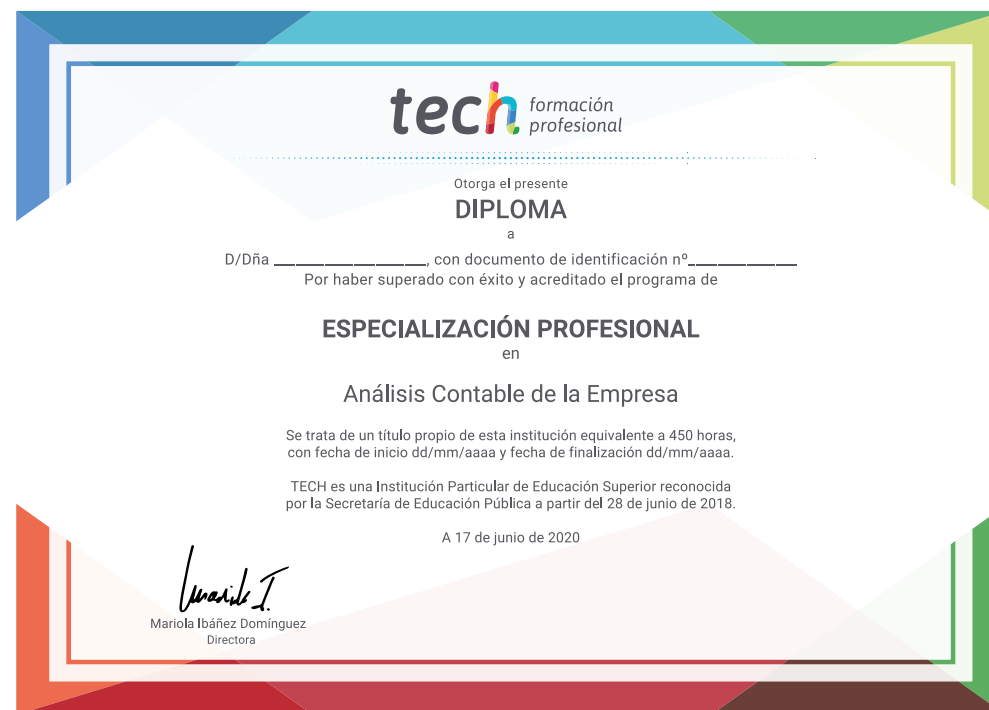 tech formación
profesional
Otorga el presente
DIPLOMA
a
D/Dña _______________, con documento de identificación nº__________
Por haber superado con éxito y acreditado el programa de
ESPECIALIZACIÓN PROFESIONAL
en
Análisis Contable de la Empresa
Se trata de un título propio de esta institución equivalente a 450 horas,
con fecha de inicio dd/mm/aaaa y fecha de finalización dd/mm/aaaa.
TECH es una Institución Particular de Educación Superior reconocida
por la Secretaría de Educación Pública a partir del 28 de junio de 2018.
A 17 de junio de 2020
Mariola Ibáñez Domínguez
Directora